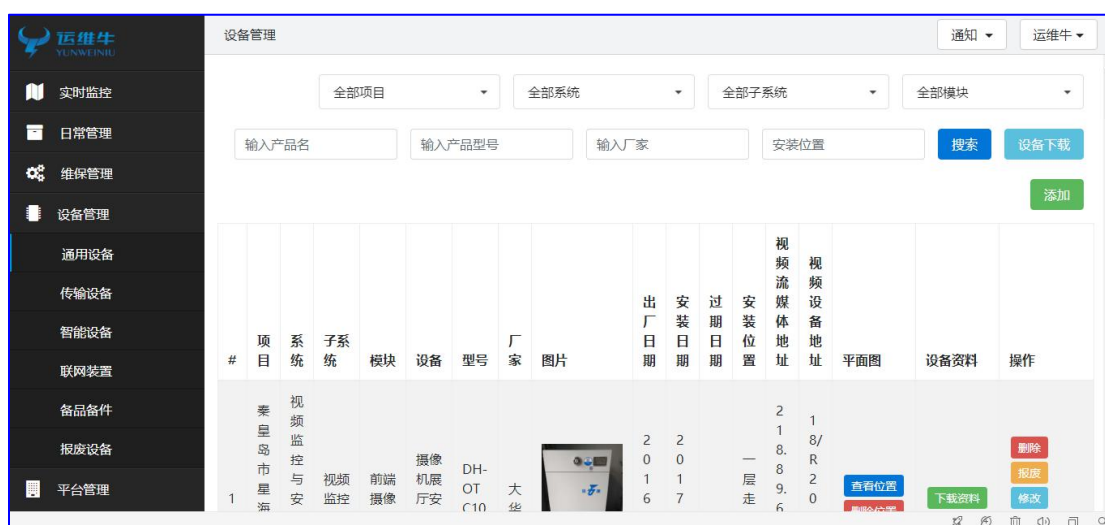 运维牛
YUNWEINIU
设备管理
通知
运维牛
实时监控
日常管理
维保管理
设备管理
通用设备
传输设备
智能设备
联网装置
备品备件
报废设备
平台管理
全部项目
全部系统
全部子系统
全部模块
输入产品名
输入产品型号
输入厂家
安装位置
搜索
设备下载
添加
#
项目
系统
子系统
模块
设备
型号
厂家
图片
出厂日期
安装日期
过期日期
安装位置
视频流媒体地址
视频设备地址
平面图
设备资料
操作
1
秦皇岛市星海
视频监控与安
视频监控
前端摄像
摄像机展厅安
DH-OT
C10
大华
2016
2017
一层走
218.89.6
18/R20
查看位置
删除位置
下载资料
删除
报废
修改